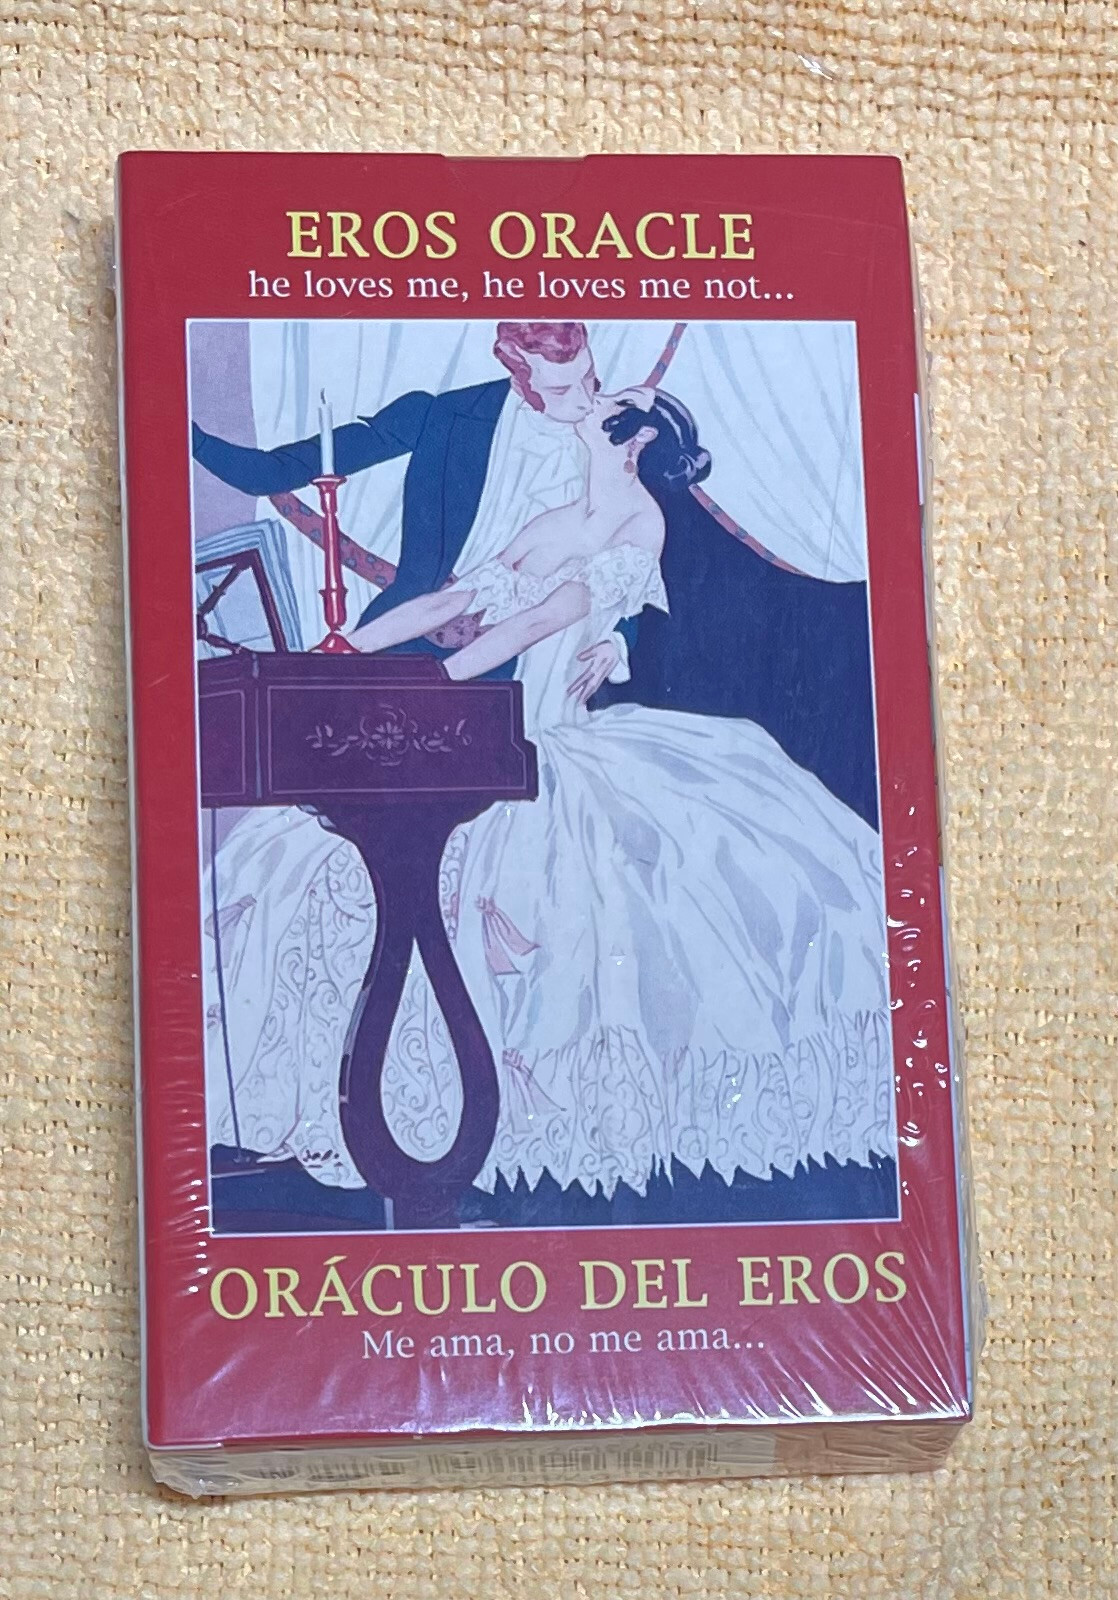 EROS ORACLE
he loves me, he loves me not...
ORÁCULO DEL EROS
Me ama, no me ama...